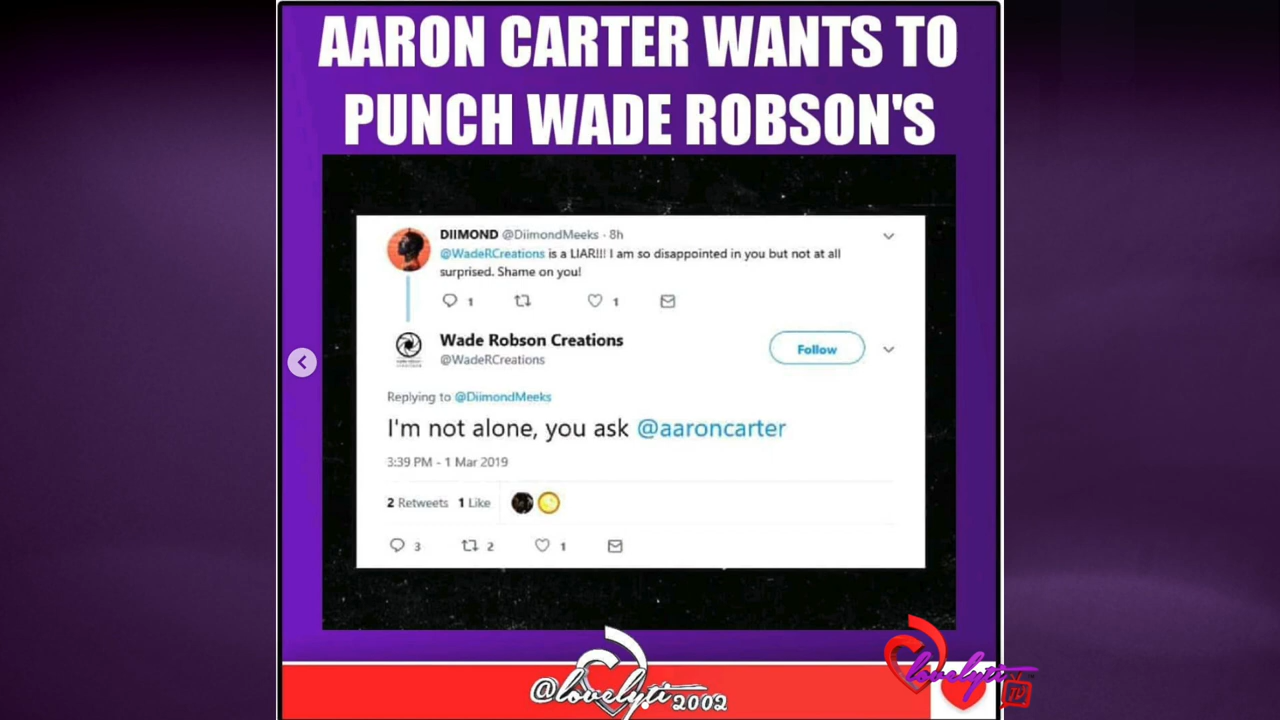 AARON CARTER WANTS TO
PUNCH WADE ROBSON'S
DIIMOND @DiimondMeeks · 8h
@WadeRCreations is a LIAR!!! I am so disappointed in you but not at all
surprised. Shame on you!
1 1
Wade Robson Creations
@WadeRCreations
Follow
Replying to @DiimondMeeks
I'm not alone, you ask @aaroncarter
3:39 PM - 1 Mar 2019
2 Retweets 1 Like
3 2 1
@lovelyti2002
lovelyti
TV